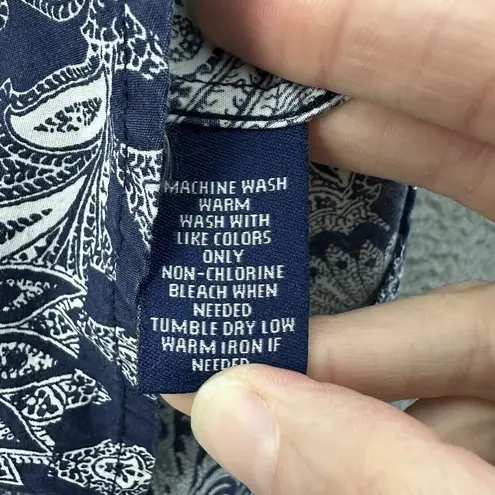 MACHINE WASH
WARM
WASH WITH
LIKE COLORS
ONLY
NON-CHLORINE
BLEACH WHEN
NEEDED
TUMBLE DRY LOW
WARM IRON IF
NEEDED